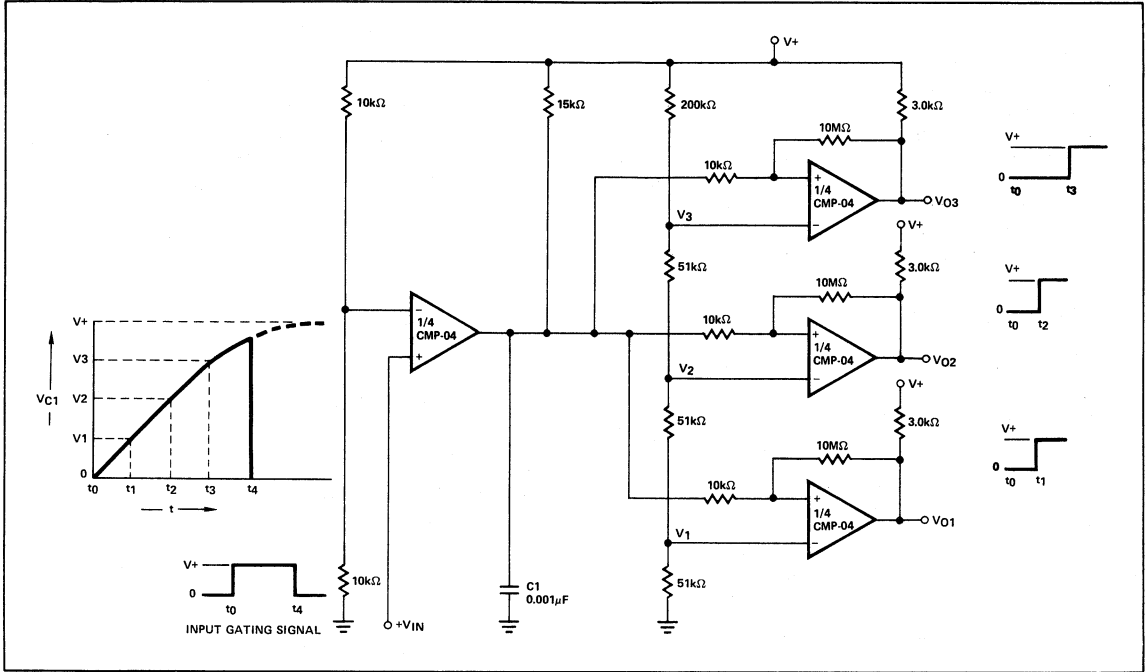 V+
10kΩ
15kΩ
200kΩ
3.0kΩ
10MΩ
10kΩ
+
1/4
CMP-04
−
V3
VO3
V+
0
t0
t3
V+
3.0kΩ
51kΩ
10MΩ
10kΩ
+
1/4
CMP-04
−
V2
VO2
V+
0
t0
t2
−
1/4
CMP-04
+
V+
V3
VC1
V2
V1
0
t0
t1
t2
t3
t4
t
V+
3.0kΩ
51kΩ
10MΩ
10kΩ
+
1/4
CMP-04
−
V1
VO1
V+
0
t0
t1
51kΩ
V+
0
t0
t4
INPUT GATING SIGNAL
10kΩ
+VIN
C1
0.001μF